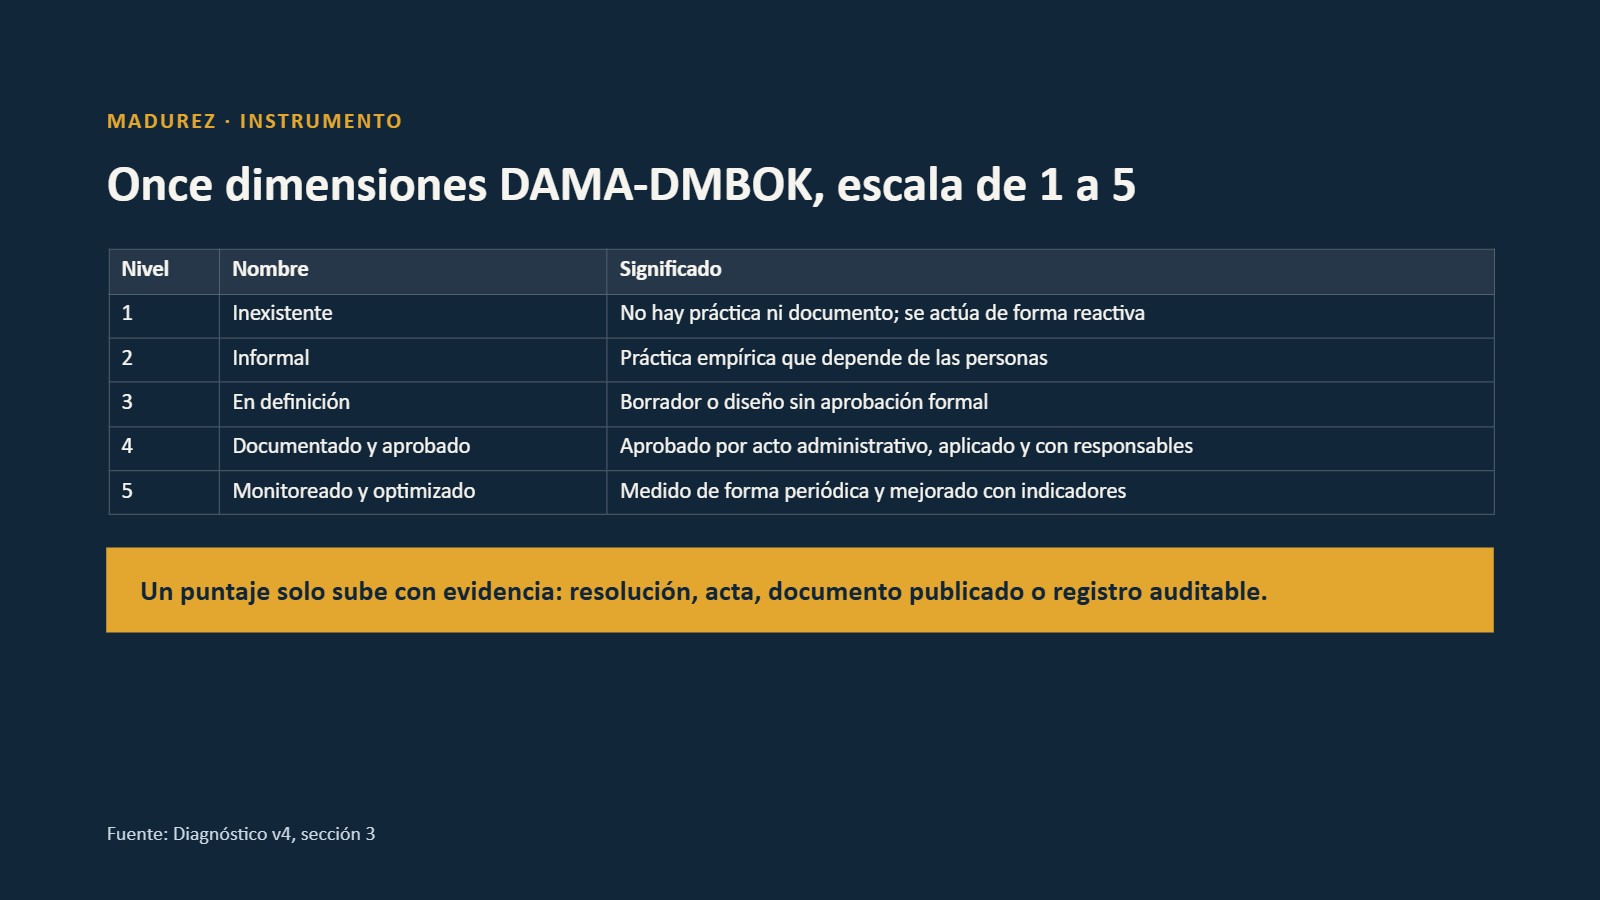 MADUREZ · INSTRUMENTO
Once dimensiones DAMA-DMBOK, escala de 1 a 5
Nivel Nombre Significado
1 Inexistente No hay práctica ni documento; se actúa de forma reactiva
2 Informal Práctica empírica que depende de las personas
3 En definición Borrador o diseño sin aprobación formal
4 Documentado y aprobado Aprobado por acto administrativo, aplicado y con responsables
5 Monitoreado y optimizado Medido de forma periódica y mejorado con indicadores
Un puntaje solo sube con evidencia: resolución, acta, documento publicado o registro auditable.
Fuente: Diagnóstico v4, sección 3